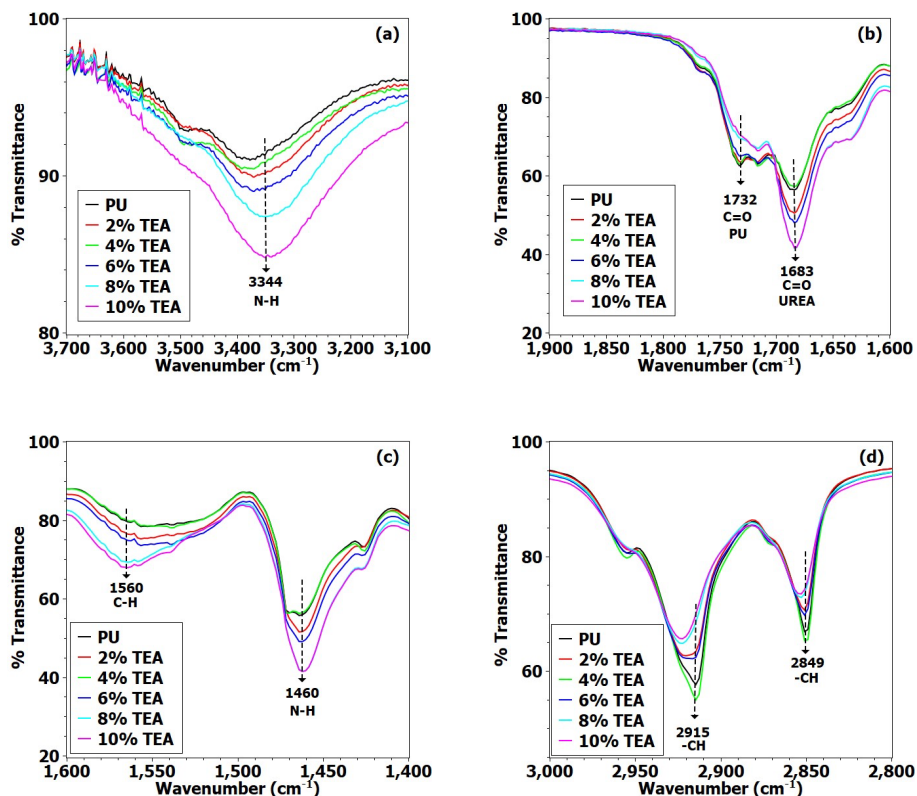 (a)
100
90
80
% Transmittance
PU
2% TEA
4% TEA
6% TEA
8% TEA
10% TEA
3344
N-H
3,700 3,600 3,500 3,400 3,300 3,200 3,100
Wavenumber (cm⁻¹)
(b)
100
80
60
40
20
% Transmittance
PU
2% TEA
4% TEA
6% TEA
8% TEA
10% TEA
1732
C=O
PU
1683
C=O
UREA
1,900 1,850 1,800 1,750 1,700 1,650 1,600
Wavenumber (cm⁻¹)
(c)
100
80
60
40
20
% Transmittance
1560
C-H
PU
2% TEA
4% TEA
6% TEA
8% TEA
10% TEA
1460
N-H
1,600 1,550 1,500 1,450 1,400
Wavenumber (cm⁻¹)
(d)
100
80
60
% Transmittance
PU
2% TEA
4% TEA
6% TEA
8% TEA
10% TEA
2915
-CH
2849
-CH
3,000 2,950 2,900 2,850 2,800
Wavenumber (cm⁻¹)